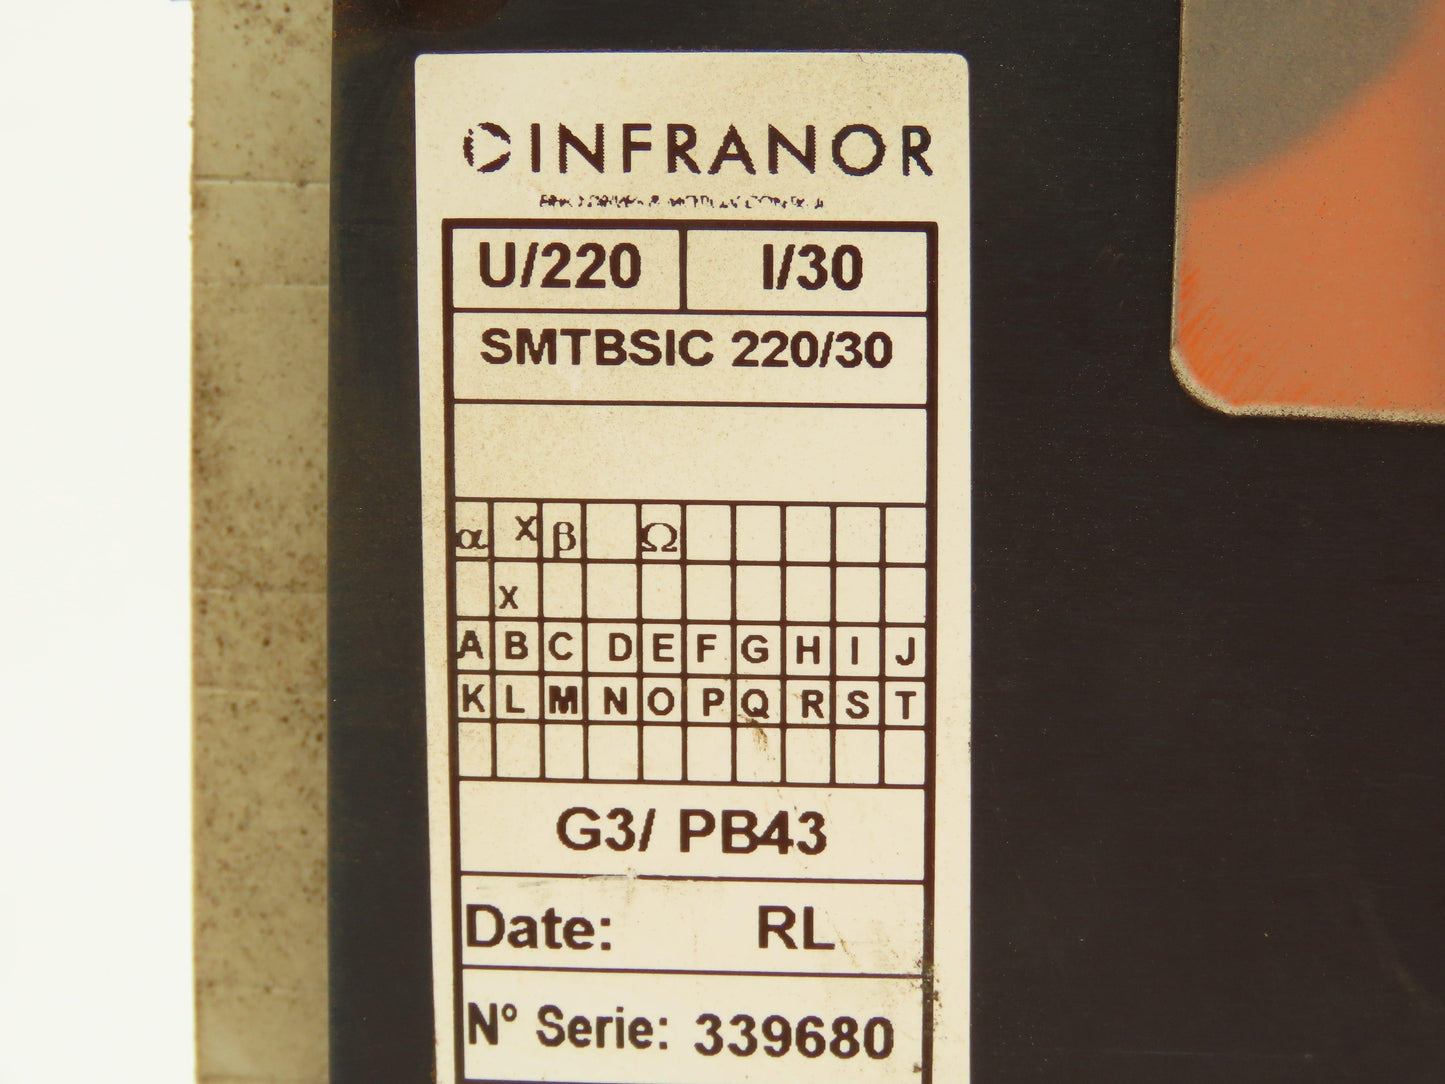 INFRANOR
U/220 I/30
SMTBSIC 220/30
α x β Ω
x
A B C D E F G H I J
K L M N O P Q R S T
G3/ PB43
Date: RL
N° Serie: 339680